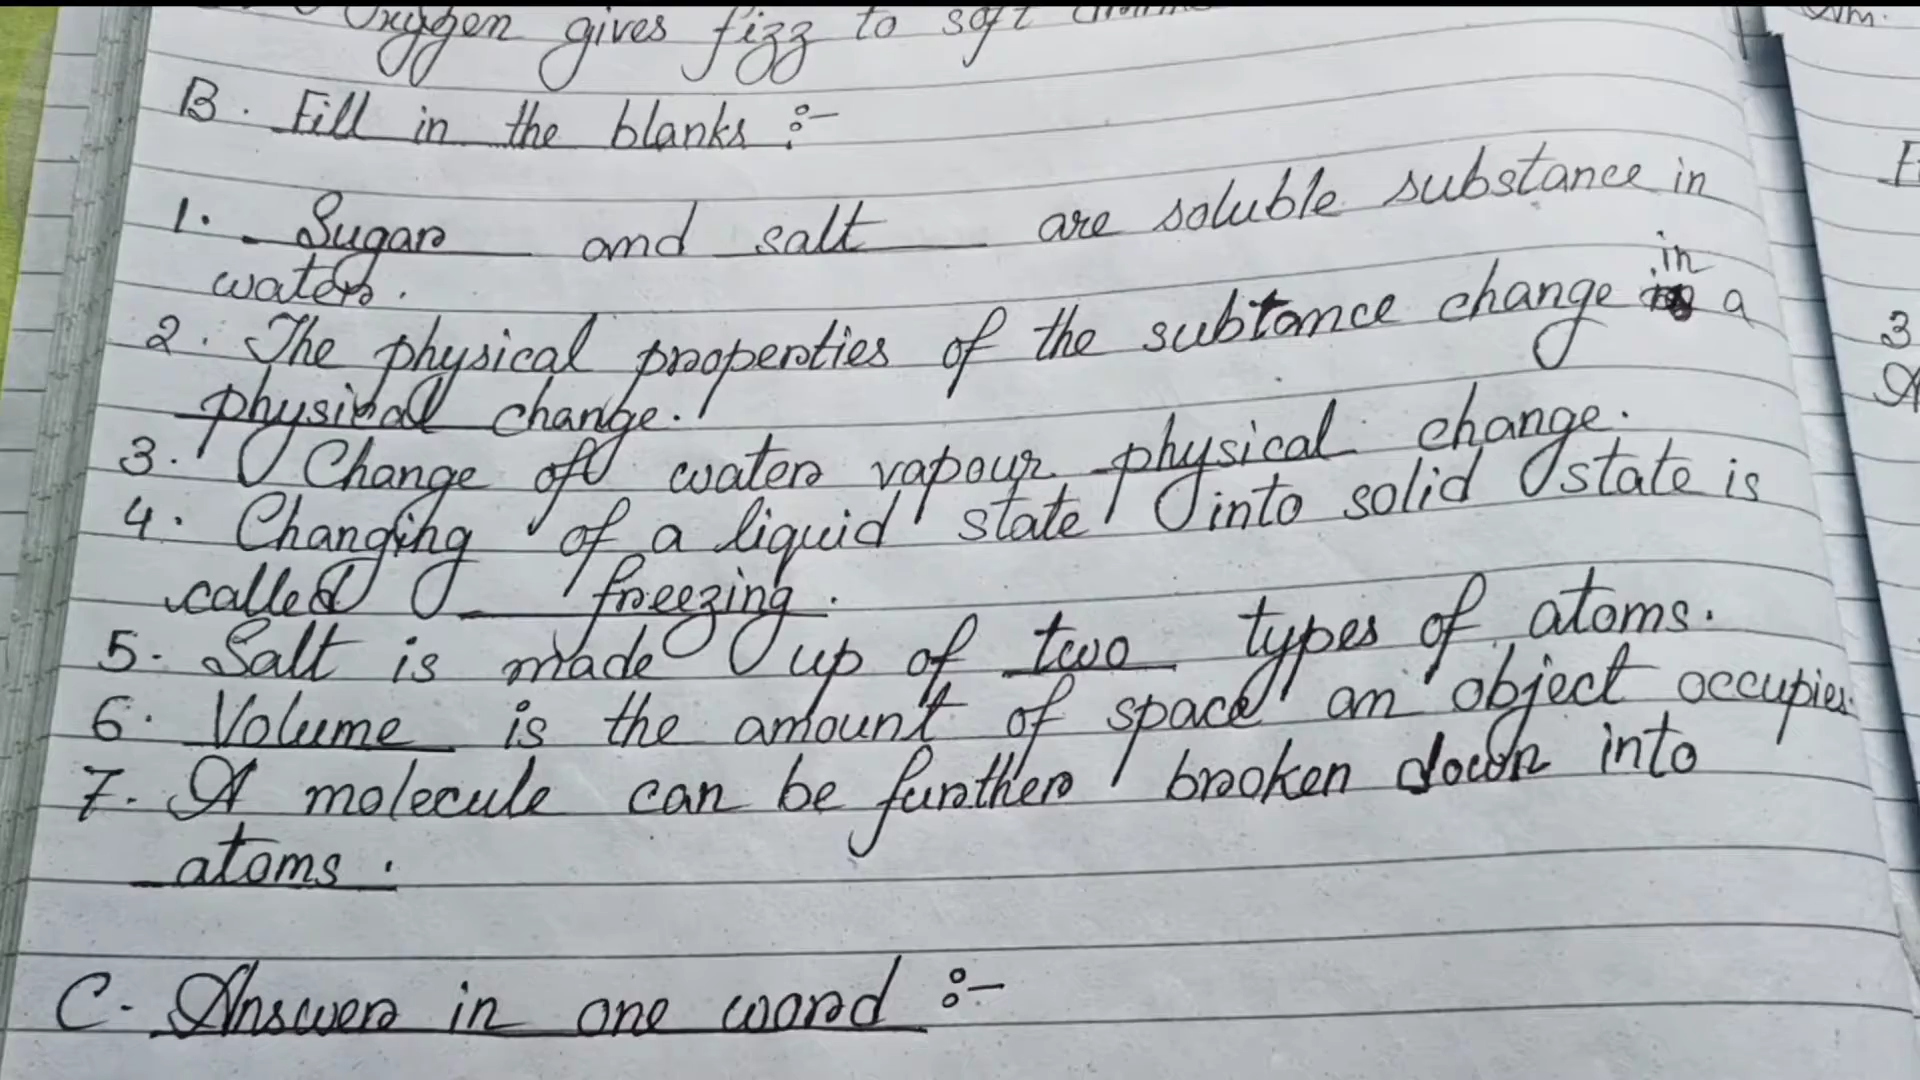 Oxygen gives fizz to soft
B. Fill in the blanks :-
1. Sugar and salt are soluble substance in
water.
2. The physical properties of the subtance change in a
physical change.
3. Change of water vapour physical change.
4. Changing of a liquid state into solid state is
called freezing.
5. Salt is made up of two types of atoms.
6. Volume is the amount of space an object occupies.
7. A molecule can be further broken down into
atoms.
C. Answer in one word :-
3